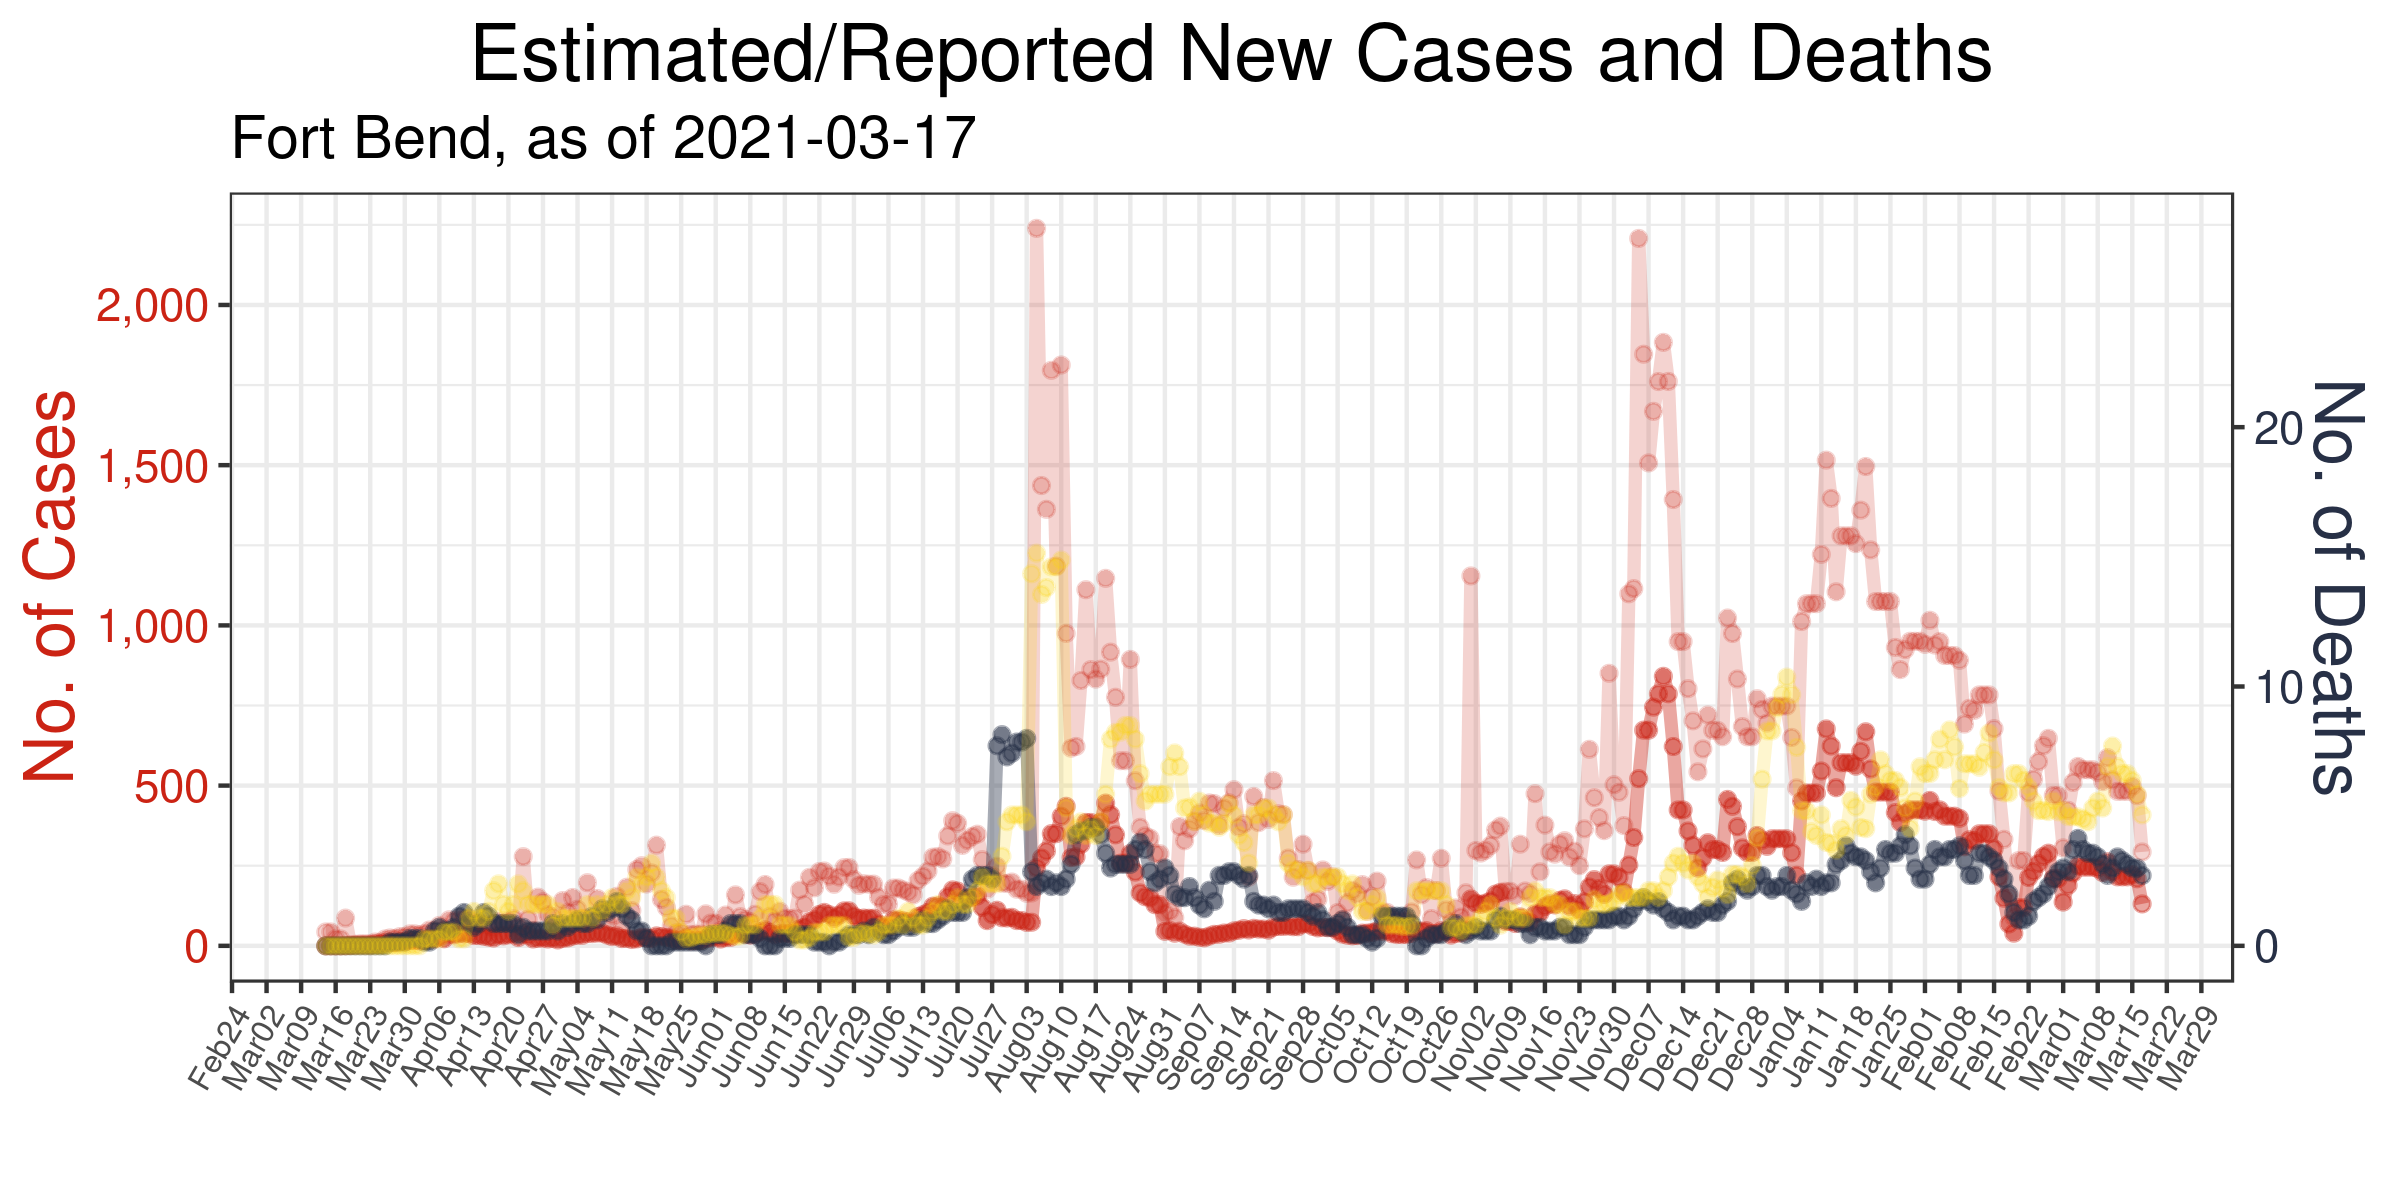 Estimated/Reported New Cases and Deaths
Fort Bend, as of 2021-03-17
No. of Cases
2,000
1,500
1,000
500
0
20
10
0
No. of Deaths
Feb24
Mar02
Mar09
Mar16
Mar23
Mar30
Apr06
Apr13
Apr20
Apr27
May04
May11
May18
May25
Jun01
Jun08
Jun15
Jun22
Jun29
Jul06
Jul13
Jul20
Jul27
Aug03
Aug10
Aug17
Aug24
Aug31
Sep07
Sep14
Sep21
Sep28
Oct05
Oct12
Oct19
Oct26
Nov02
Nov09
Nov16
Nov23
Nov30
Dec07
Dec14
Dec21
Dec28
Jan04
Jan11
Jan18
Jan25
Feb01
Feb08
Feb15
Feb22
Mar01
Mar08
Mar15
Mar22
Mar29